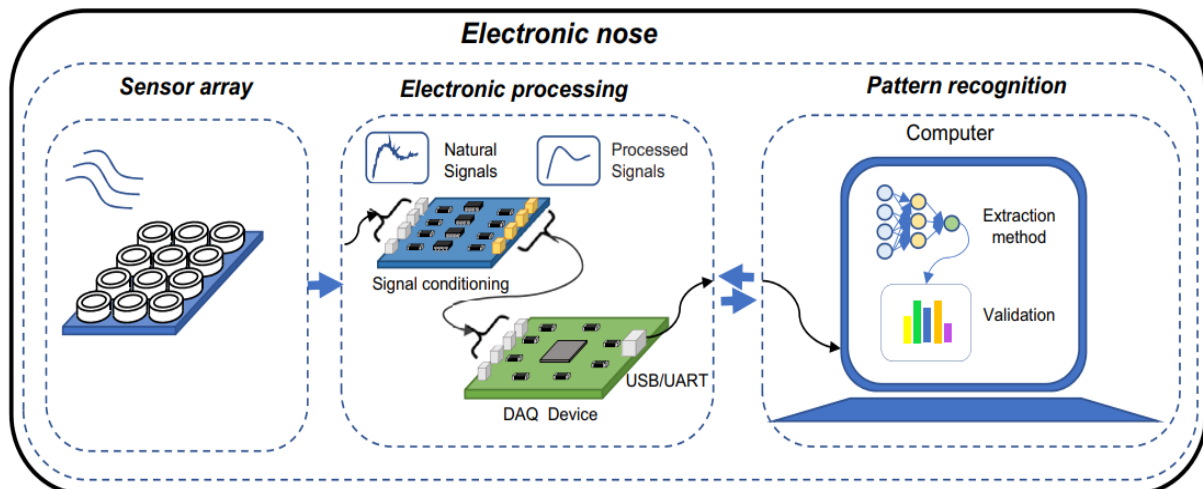 Electronic nose
Sensor array
Electronic processing
Pattern recognition
Natural
Signals
Processed
Signals
Signal conditioning
USB/UART
DAQ Device
Computer
Extraction
method
Validation